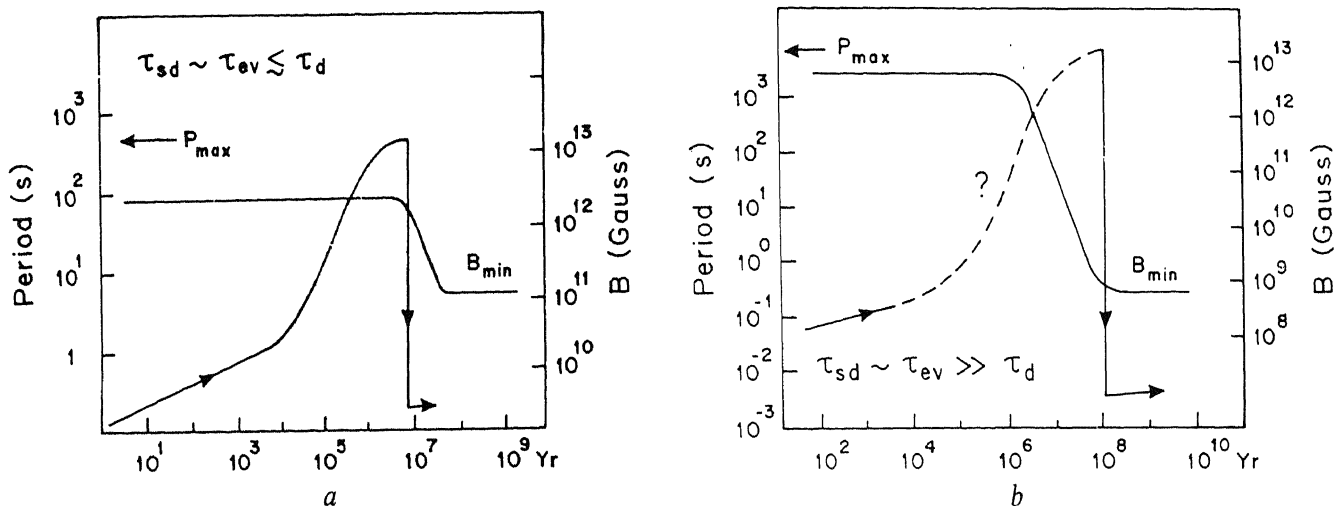 τsd ~ τev ≲ τd
Pmax
Bmin
Period (s)
10³
10²
10¹
1
B (Gauss)
10¹³
10¹²
10¹¹
10¹⁰
10¹ 10³ 10⁵ 10⁷ 10⁹ Yr
a
Pmax
?
Bmin
τsd ~ τev >> τd
Period (s)
10³
10²
10¹
10⁰
10⁻¹
10⁻²
10⁻³
B (Gauss)
10¹³
10¹²
10¹¹
10¹⁰
10⁹
10⁸
10² 10⁴ 10⁶ 10⁸ 10¹⁰ Yr
b